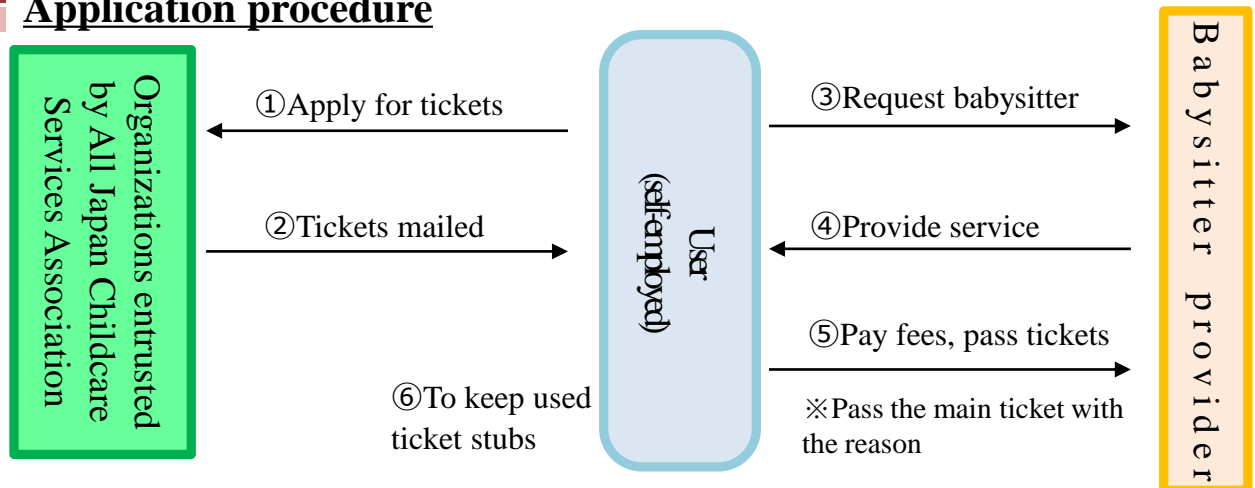 Application procedure
Organizations entrusted
by All Japan Childcare
Services Association
①Apply for tickets
②Tickets mailed
User
(self-employed)
⑥To keep used
ticket stubs
③Request babysitter
④Provide service
⑤Pay fees, pass tickets
※Pass the main ticket with
the reason
Babysitter provider